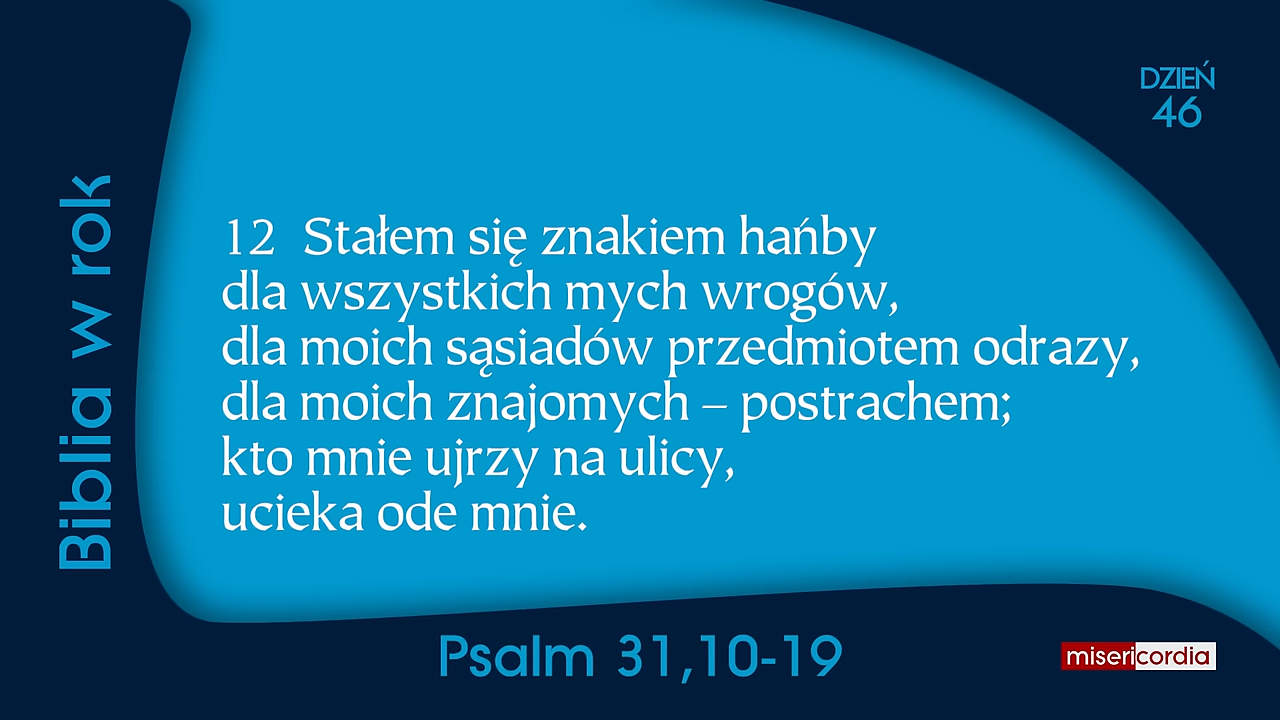 DZIEŃ
46
Biblia w rok
12 Stałem się znakiem hańby
dla wszystkich mych wrogów,
dla moich sąsiadów przedmiotem odrazy,
dla moich znajomych – postrachem;
kto mnie ujrzy na ulicy,
ucieka ode mnie.
Psalm 31,10-19
misericordia